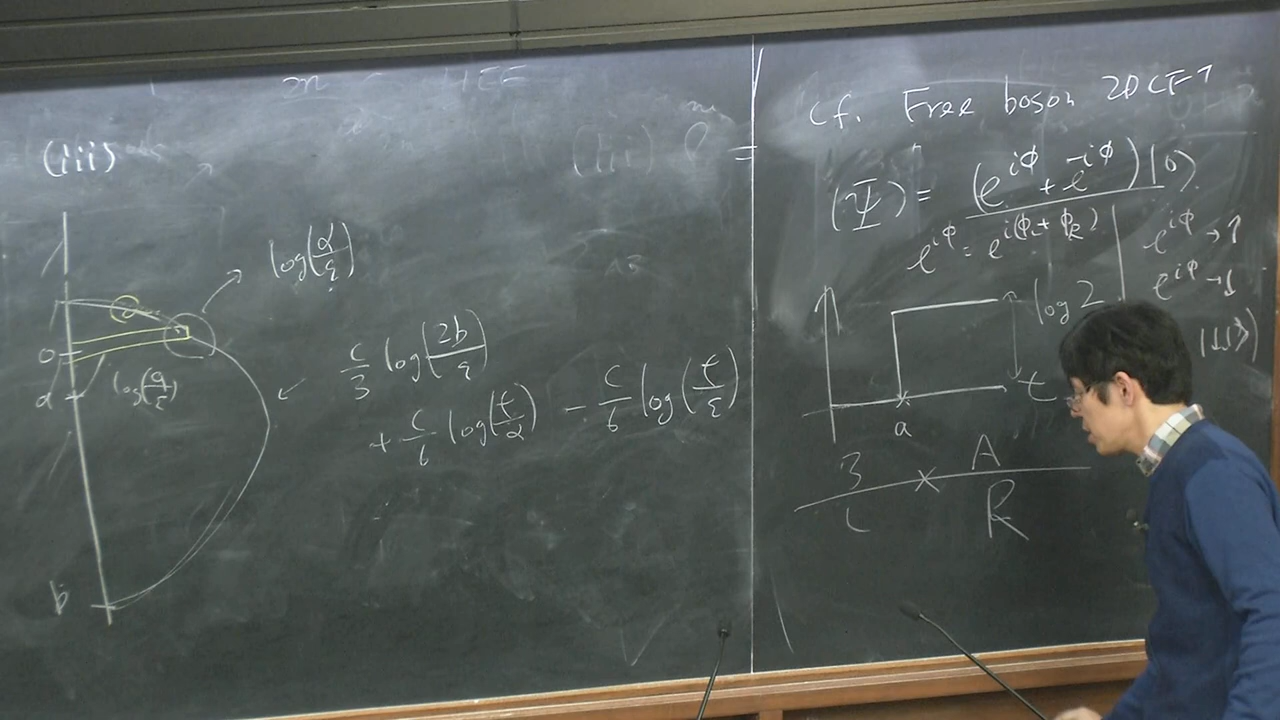 (iii)
log(α/ε)
0
α
log(a/ε)
b
c/3 log(2b/ε)
+ c/6 log(t/α) - c/6 log(t/ε)
cf. Free boson 2D CFT
|Ψ⟩ = (e^{iφ} + e^{-iφ})|0⟩
e^{iφ} = e^{i(φ_L + φ_R)}
e^{iφ} → ↑
e^{iφ} → ↓
log 2
t
a
B A
L R